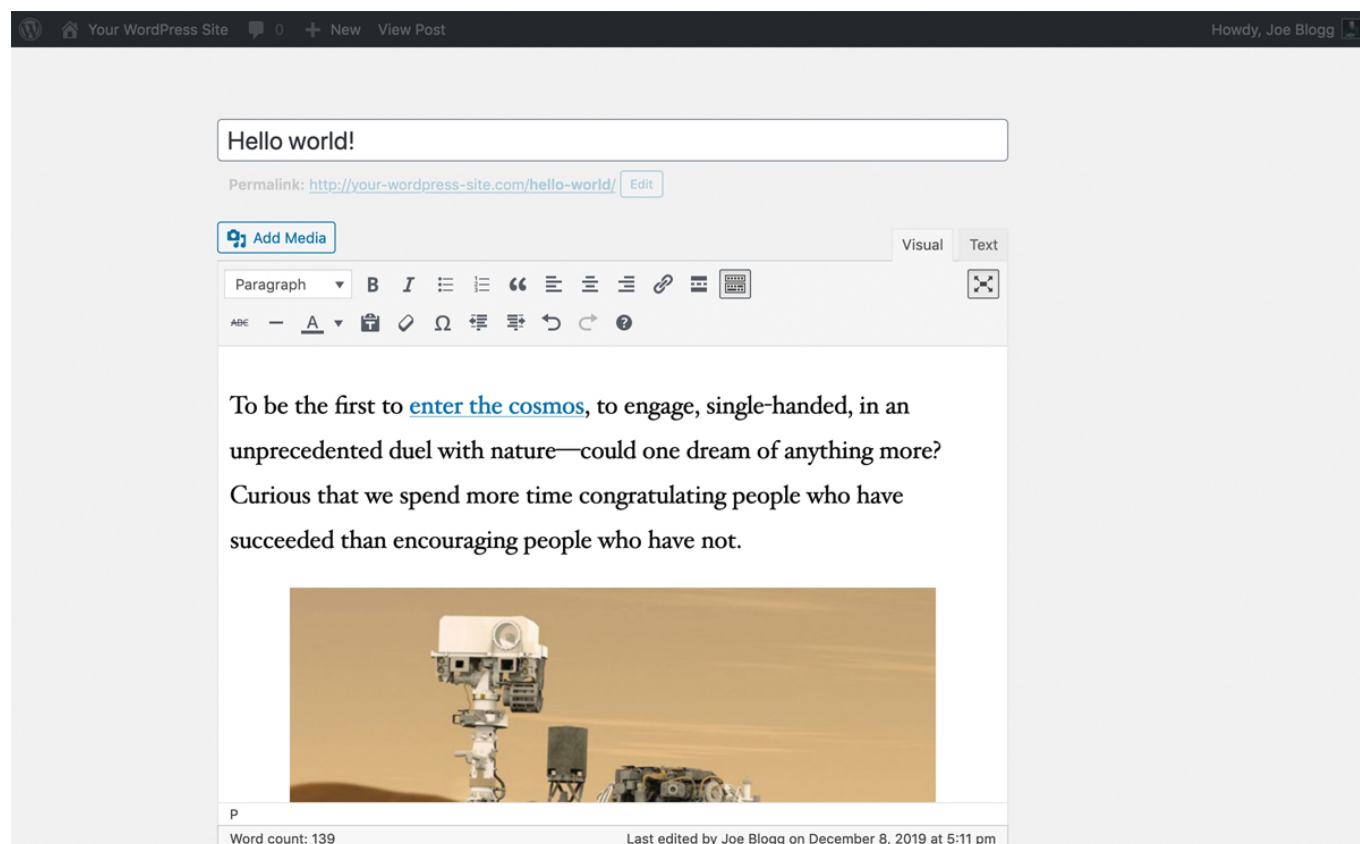 Your WordPress Site 0 New View Post Howdy, Joe Blogg
Hello world!
Permalink: http://your-wordpress-site.com/hello-world/ Edit
Add Media
Visual Text
Paragraph B I
ABC A T Ω ?
To be the first to enter the cosmos, to engage, single-handed, in an
unprecedented duel with nature—could one dream of anything more?
Curious that we spend more time congratulating people who have
succeeded than encouraging people who have not.
P
Word count: 139 Last edited by Joe Blogg on December 8, 2019 at 5:11 pm